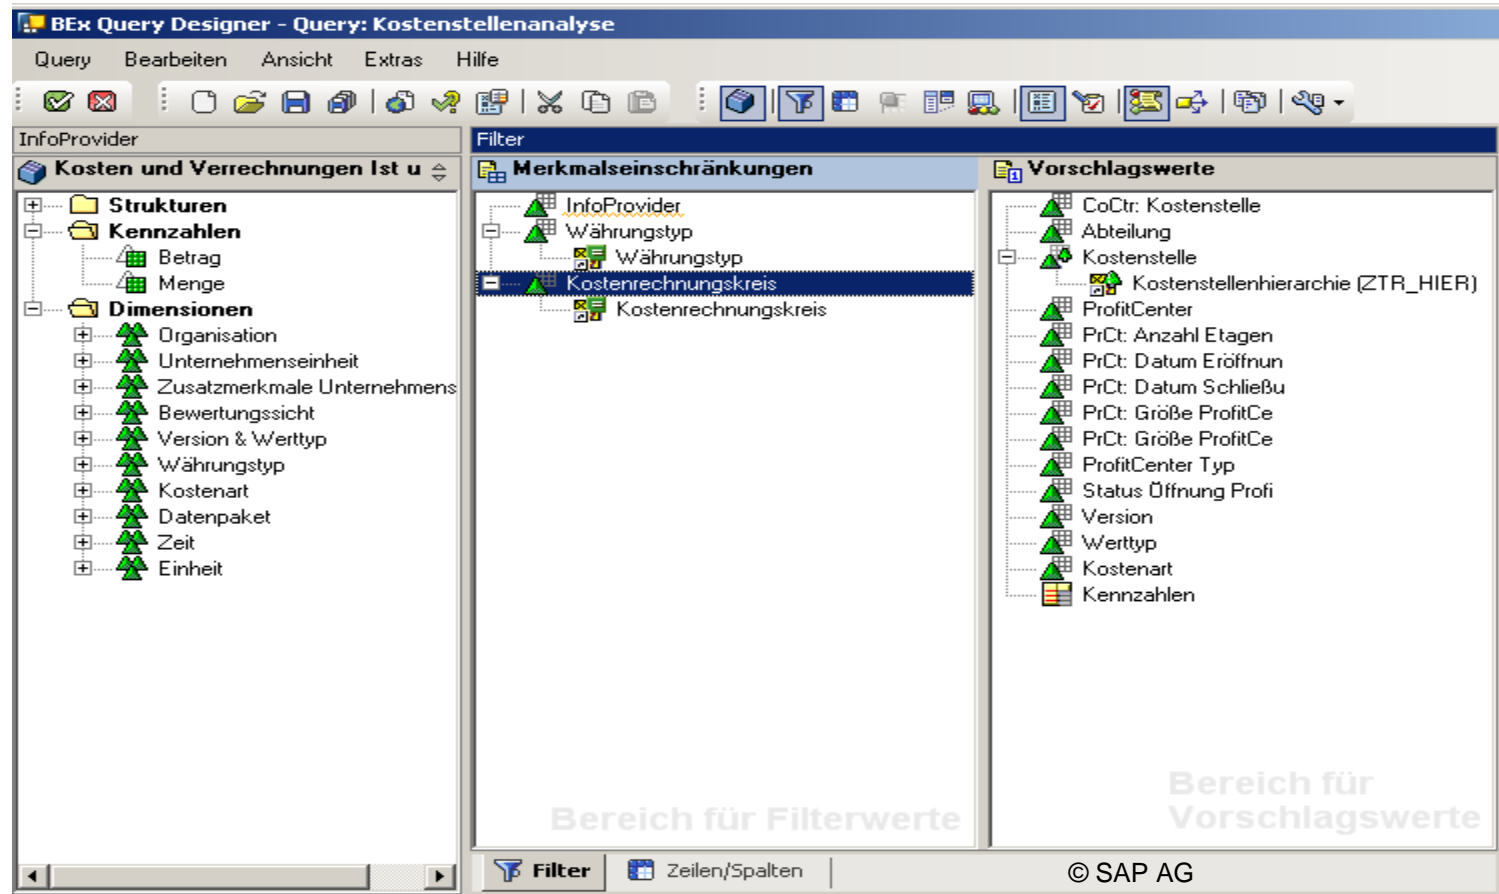 BEx Query Designer - Query: Kostenstellenanalyse
Query Bearbeiten Ansicht Extras Hilfe
InfoProvider
Kosten und Verrechnungen Ist u
Strukturen
Kennzahlen
Betrag
Menge
Dimensionen
Organisation
Unternehmenseinheit
Zusatzmerkmale Unternehmens
Bewertungssicht
Version & Werttyp
Währungstyp
Kostenart
Datenpaket
Zeit
Einheit
Filter
Merkmalseinschränkungen
InfoProvider
Währungstyp
Währungstyp
Kostenrechnungskreis
Kostenrechnungskreis
Bereich für Filterwerte
Vorschlagswerte
CoCtr: Kostenstelle
Abteilung
Kostenstelle
Kostenstellenhierarchie (ZTR_HIER)
ProfitCenter
PrCt: Anzahl Etagen
PrCt: Datum Eröffnun
PrCt: Datum Schließu
PrCt: Größe ProfitCe
PrCt: Größe ProfitCe
ProfitCenter Typ
Status Öffnung Profi
Version
Werttyp
Kostenart
Kennzahlen
Bereich für
Vorschlagswerte
Filter Zeilen/Spalten
© SAP AG